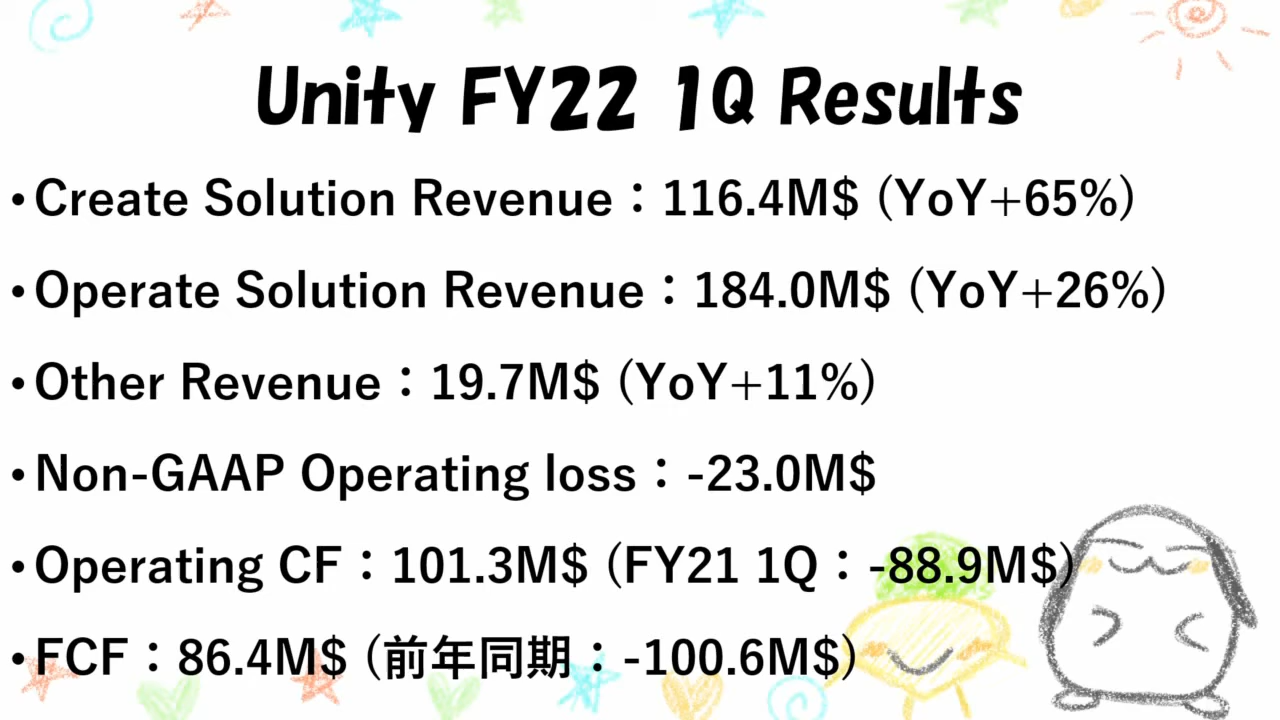 Unity FY22 1Q Results
•Create Solution Revenue：116.4M$ (YoY+65%)
•Operate Solution Revenue：184.0M$ (YoY+26%)
•Other Revenue：19.7M$ (YoY+11%)
•Non-GAAP Operating loss：-23.0M$
•Operating CF：101.3M$ (FY21 1Q：-88.9M$)
•FCF：86.4M$ (前年同期：-100.6M$)